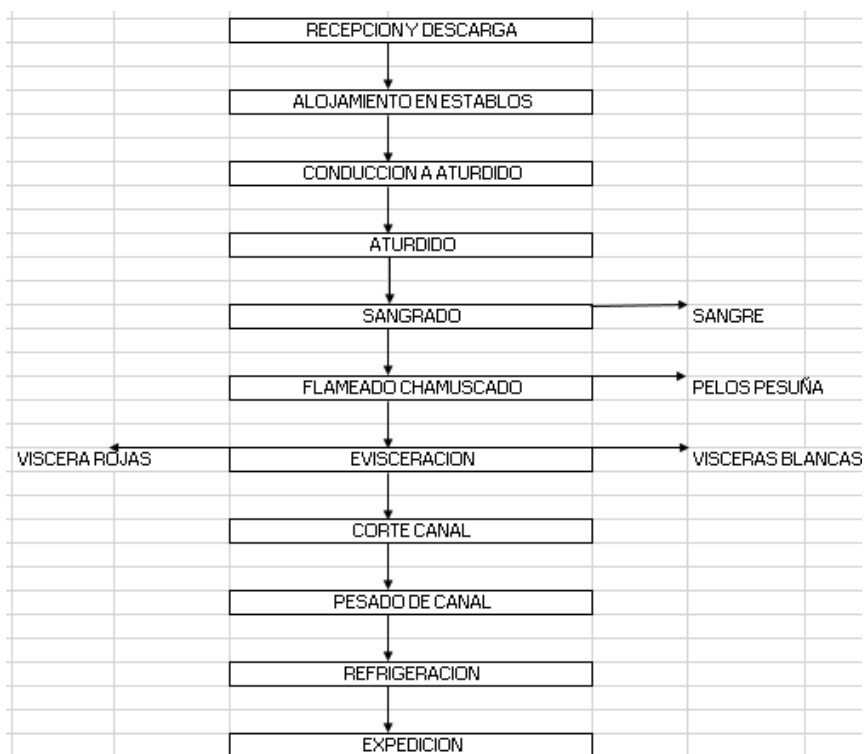 RECEPCION Y DESCARGA
ALOJAMIENTO EN ESTABLOS
CONDUCCION A ATURDIDO
ATURDIDO
SANGRADO
SANGRE
FLAMEADO CHAMUSCADO
PELOS PESUÑA
VISCERA ROJAS
EVISCERACION
VISCERAS BLANCAS
CORTE CANAL
PESADO DE CANAL
REFRIGERACION
EXPEDICION